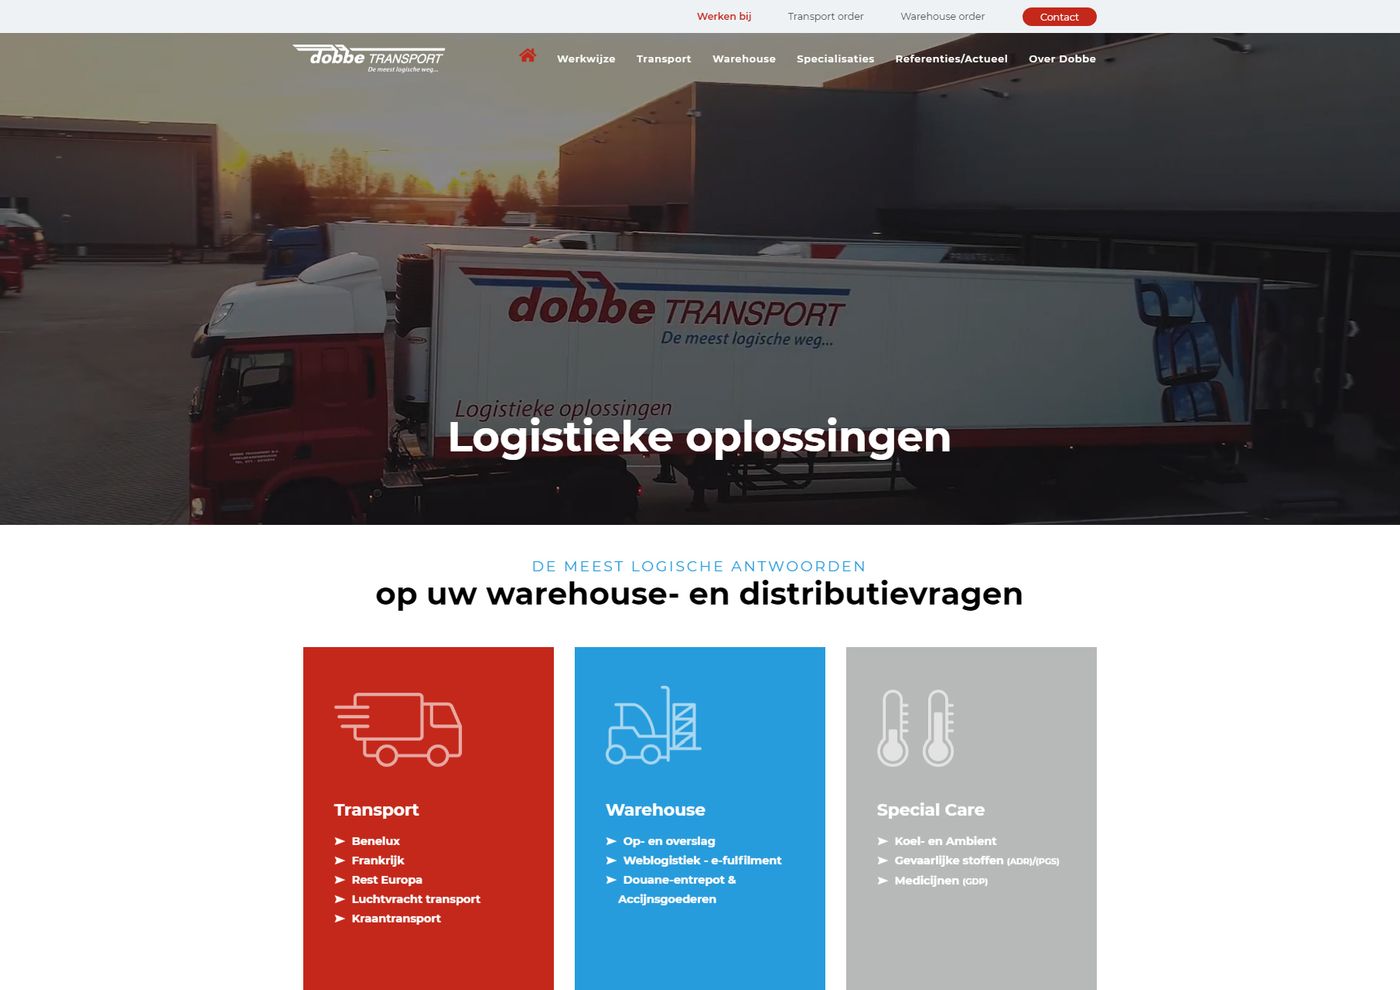 Werken bij
Transport order
Warehouse order
Contact
dobbe TRANSPORT
De meest logische weg...
Werkwijze
Transport
Warehouse
Specialisaties
Referenties/Actueel
Over Dobbe
dobbe TRANSPORT
De meest logische weg...
Logistieke oplossingen
Logistieke oplossingen
DE MEEST LOGISCHE ANTWOORDEN
op uw warehouse- en distributievragen
Transport
➤ Benelux
➤ Frankrijk
➤ Rest Europa
➤ Luchtvracht transport
➤ Kraantransport
Warehouse
➤ Op- en overslag
➤ Weblogistiek - e-fulfilment
➤ Douane-entrepot &
Accijnsgoederen
Special Care
➤ Koel- en Ambient
➤ Gevaarlijke stoffen (ADR)/(PGS)
➤ Medicijnen (GDP)